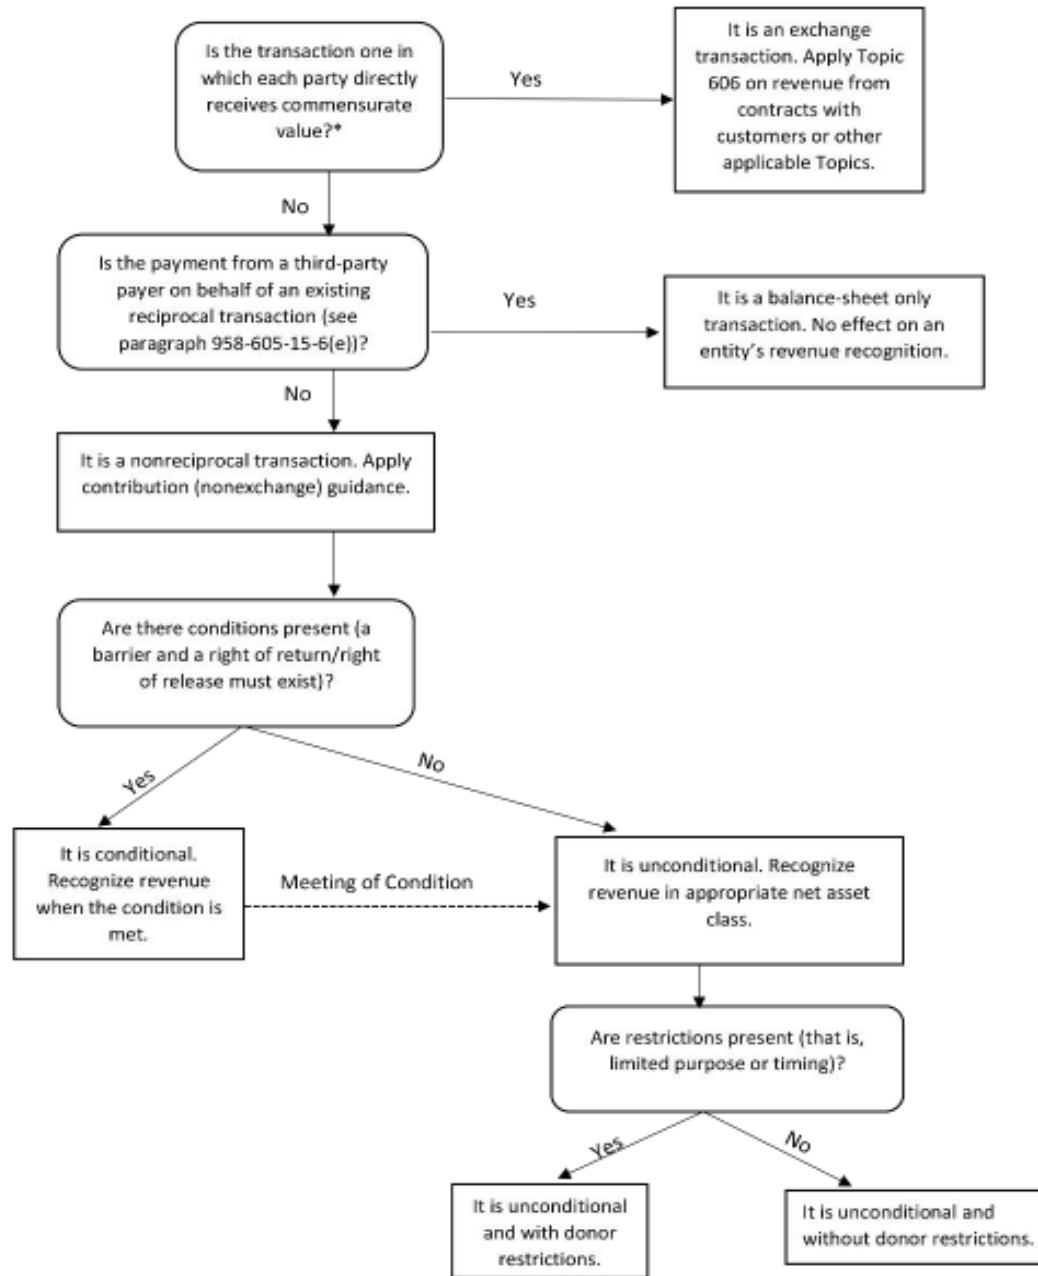 Is the transaction one in
which each party directly
receives commensurate
value?*
Yes
It is an exchange
transaction. Apply Topic
606 on revenue from
contracts with
customers or other
applicable Topics.
No
Is the payment from a third-party
payer on behalf of an existing
reciprocal transaction (see
paragraph 958-605-15-6(e))?
Yes
It is a balance-sheet only
transaction. No effect on an
entity's revenue recognition.
No
It is a nonreciprocal transaction. Apply
contribution (nonexchange) guidance.
Are there conditions present (a
barrier and a right of return/right
of release must exist)?
Yes
No
It is conditional.
Recognize revenue
when the condition is
met.
Meeting of Condition
It is unconditional. Recognize
revenue in appropriate net asset
class.
Are restrictions present (that is,
limited purpose or timing)?
Yes
No
It is unconditional
and with donor
restrictions.
It is unconditional and
without donor restrictions.